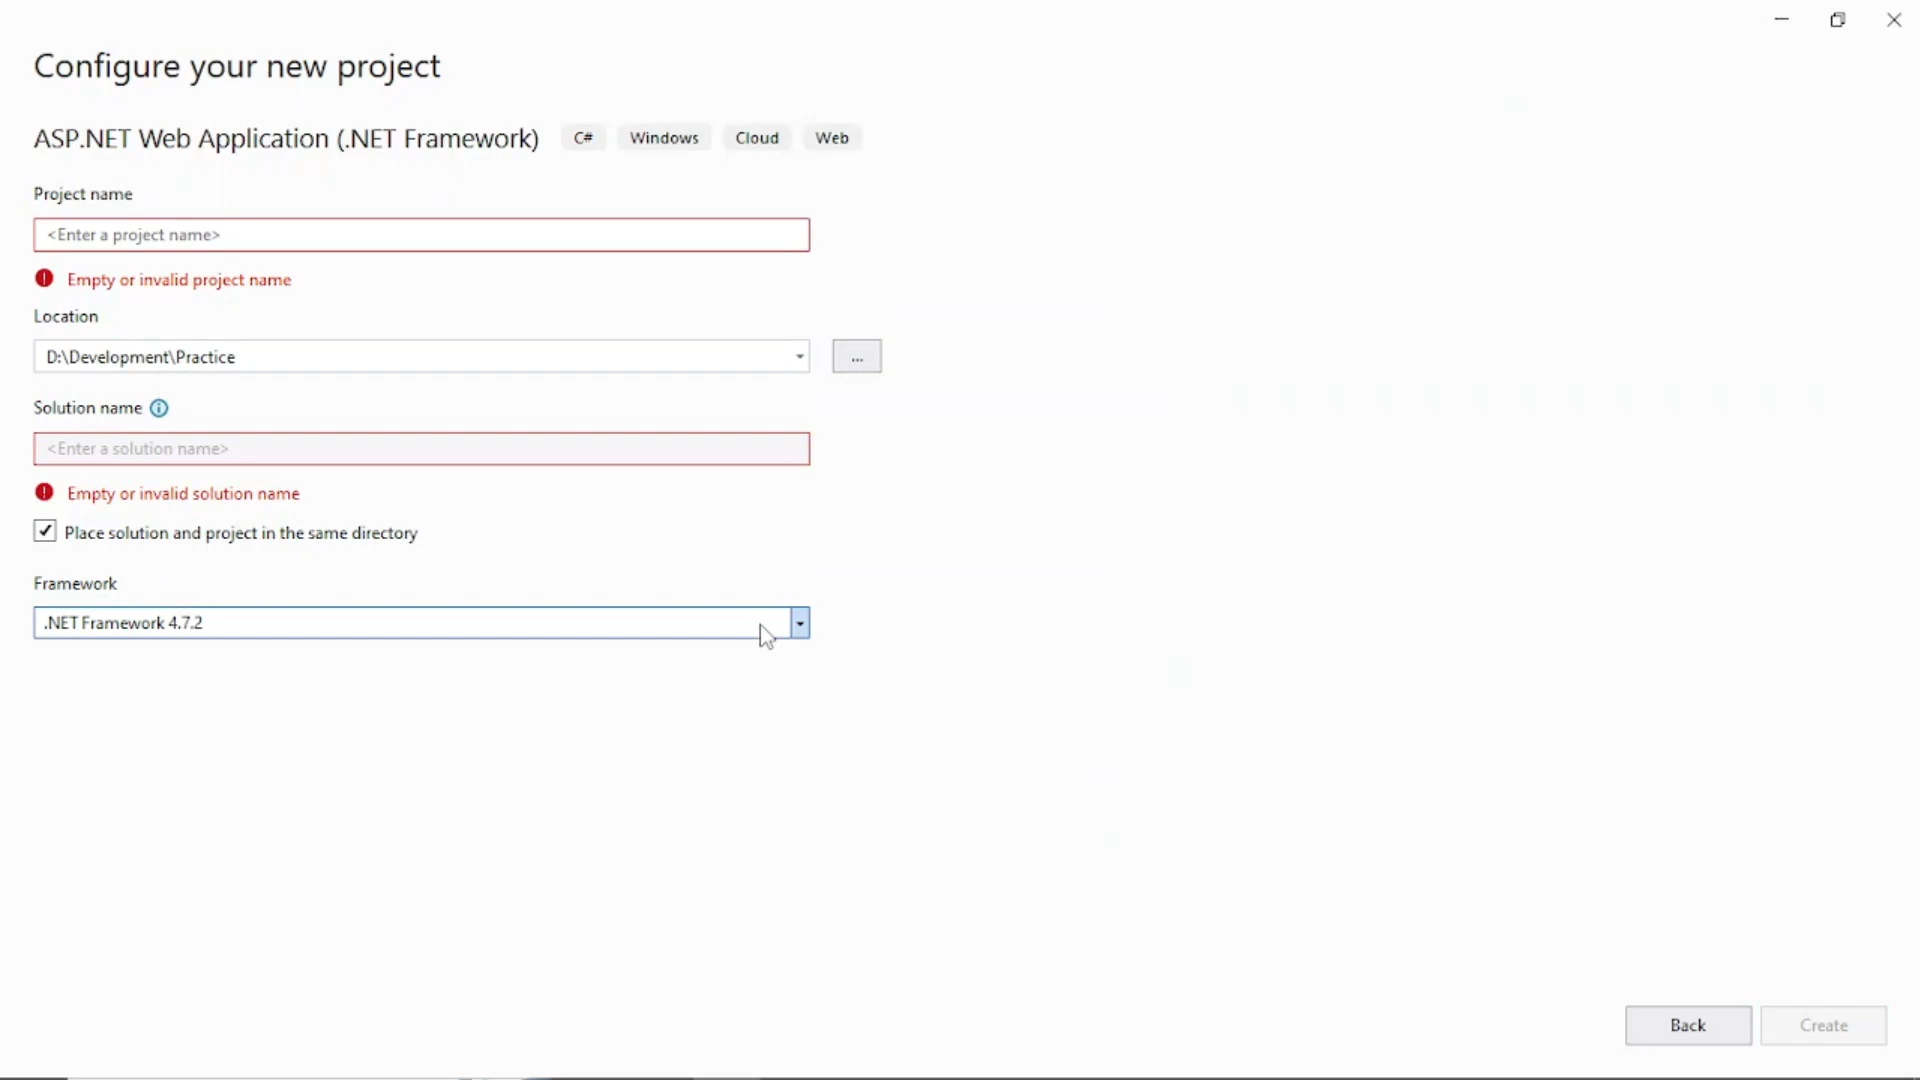 Configure your new project
ASP.NET Web Application (.NET Framework) C# Windows Cloud Web
Project name
<Enter a project name>
Empty or invalid project name
Location
D:\Development\Practice
...
Solution name
<Enter a solution name>
Empty or invalid solution name
Place solution and project in the same directory
Framework
.NET Framework 4.7.2
Back Create